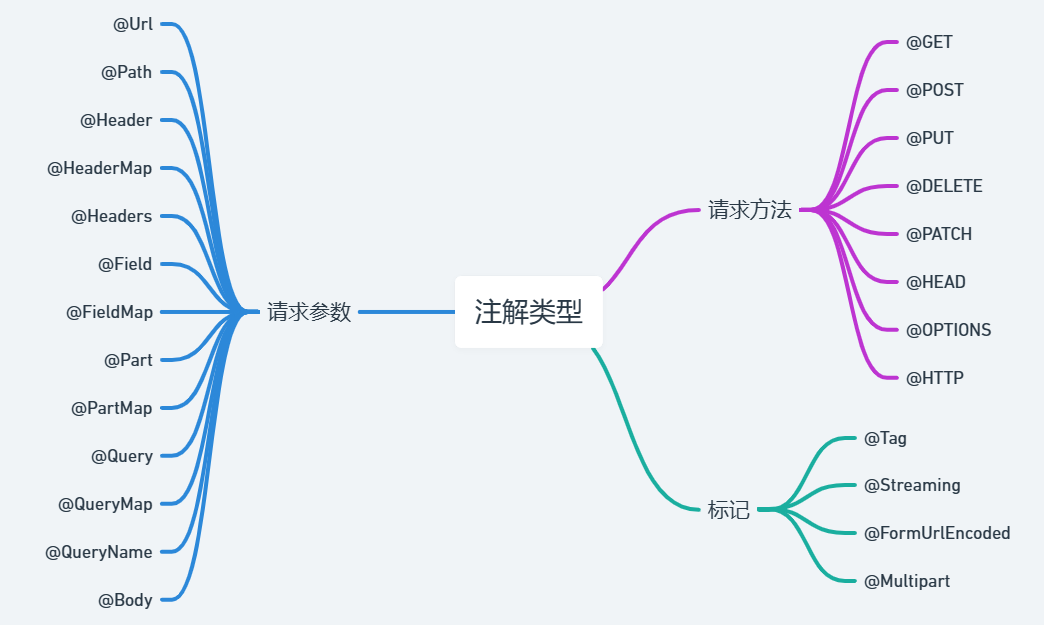 注解类型
请求方法
@GET
@POST
@PUT
@DELETE
@PATCH
@HEAD
@OPTIONS
@HTTP
标记
@Tag
@Streaming
@FormUrlEncoded
@Multipart
请求参数
@Url
@Path
@Header
@HeaderMap
@Headers
@Field
@FieldMap
@Part
@PartMap
@Query
@QueryMap
@QueryName
@Body